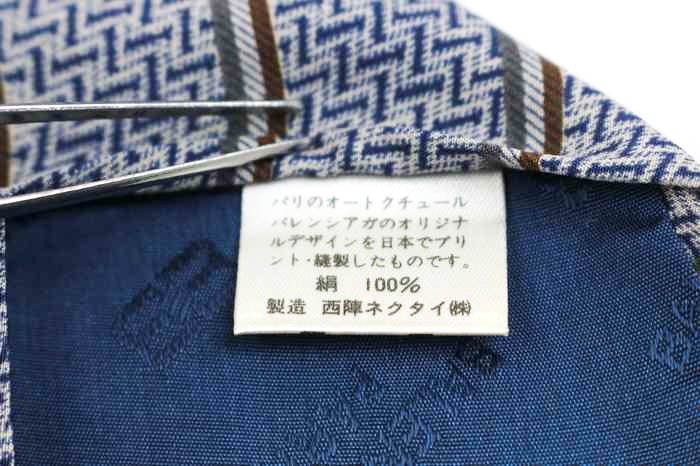 パリのオートクチュール
バレンシアガのオリジナ
ルデザインを日本でプリ
ント・縫製したものです。
絹 100%
製造 西陣ネクタイ㈱